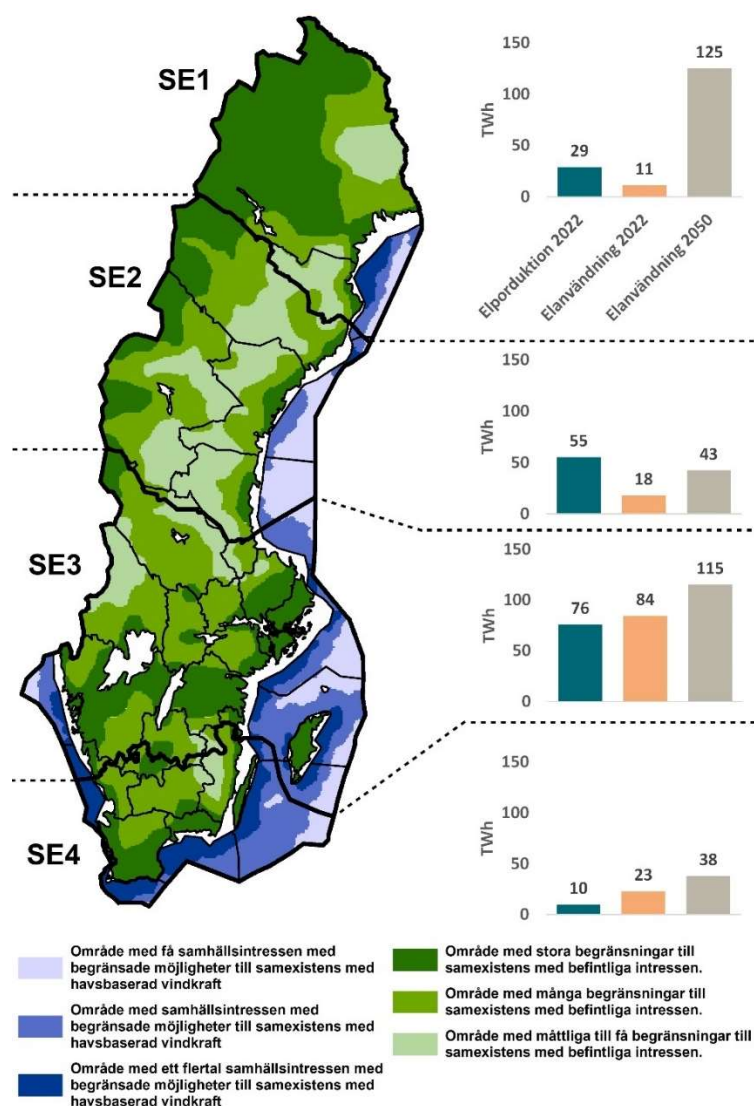 SE1
SE2
SE3
SE4
150
100
50
0
TWh
29
11
125
Elporduktion 2022
Elanvändning 2022
Elanvändning 2050
150
100
50
0
TWh
55
18
43
150
100
50
0
TWh
76
84
115
150
100
50
0
TWh
10
23
38
Område med få samhällsintressen med
begränsade möjligheter till samexistens med
havsbaserad vindkraft
Område med samhällsintressen med
begränsade möjligheter till samexistens med
havsbaserad vindkraft
Område med ett flertal samhällsintressen med
begränsade möjligheter till samexistens med
havsbaserad vindkraft
Område med stora begränsningar till
samexistens med befintliga intressen.
Område med många begränsningar till
samexistens med befintliga intressen.
Område med måttliga till få begränsningar till
samexistens med befintliga intressen.